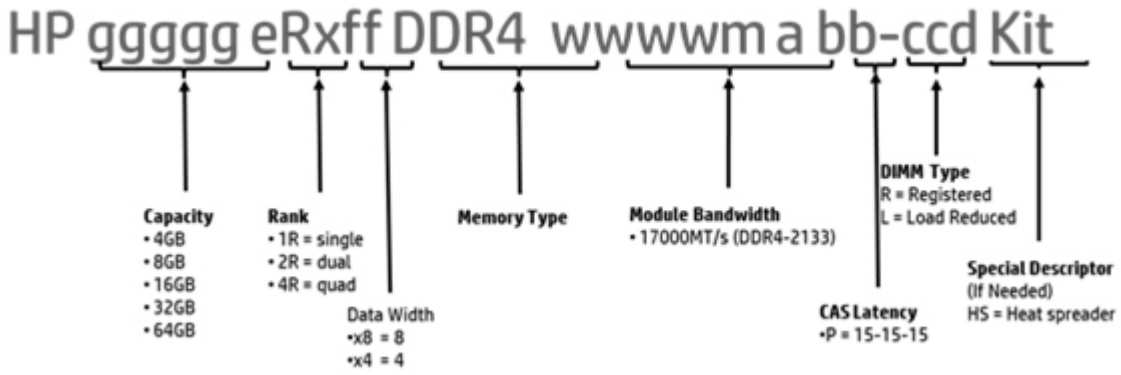 HP ggggg eRxff DDR4 wwwwm a bb-ccd Kit
Capacity
• 4GB
• 8GB
• 16GB
• 32GB
• 64GB
Rank
• 1R = single
• 2R = dual
• 4R = quad
Data Width
•x8 = 8
•x4 = 4
Memory Type
Module Bandwidth
• 17000MT/s (DDR4-2133)
CAS Latency
•P = 15-15-15
DIMM Type
R = Registered
L = Load Reduced
Special Descriptor
(If Needed)
HS = Heat spreader